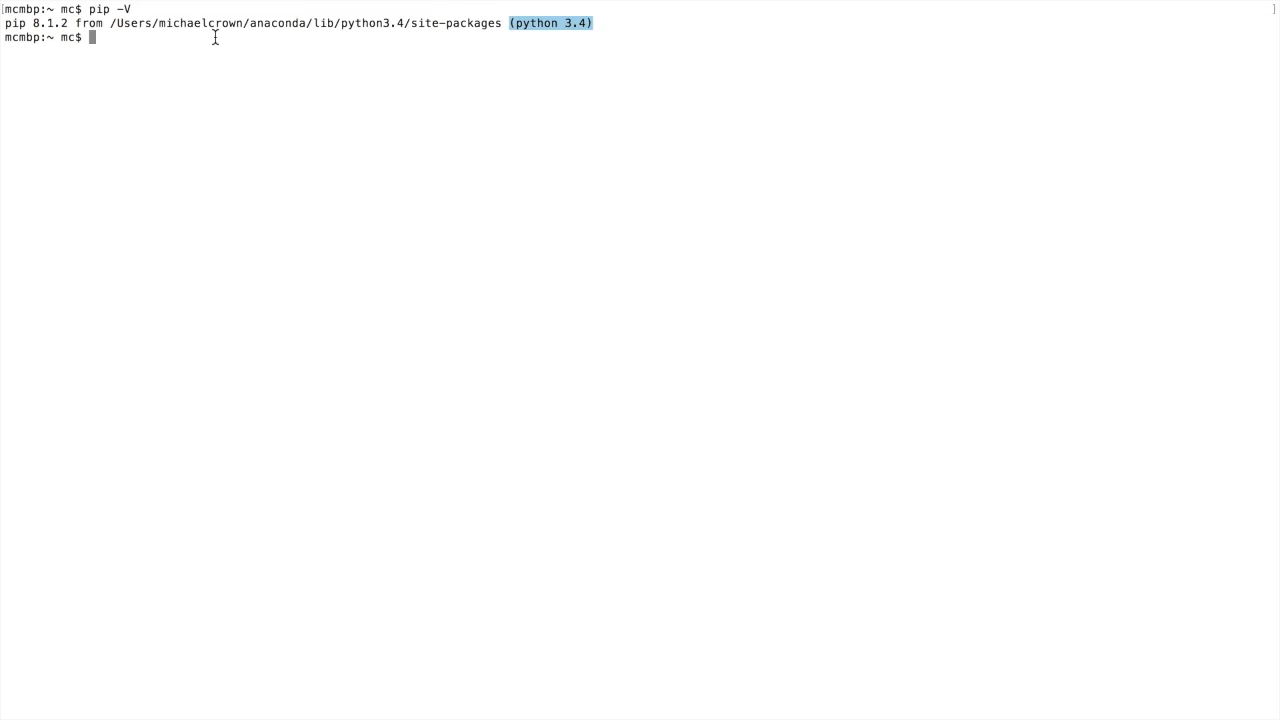 [mcmbp:~ mc$ pip -V ]
pip 8.1.2 from /Users/michaelcrown/anaconda/lib/python3.4/site-packages (python 3.4)
mcmbp:~ mc$